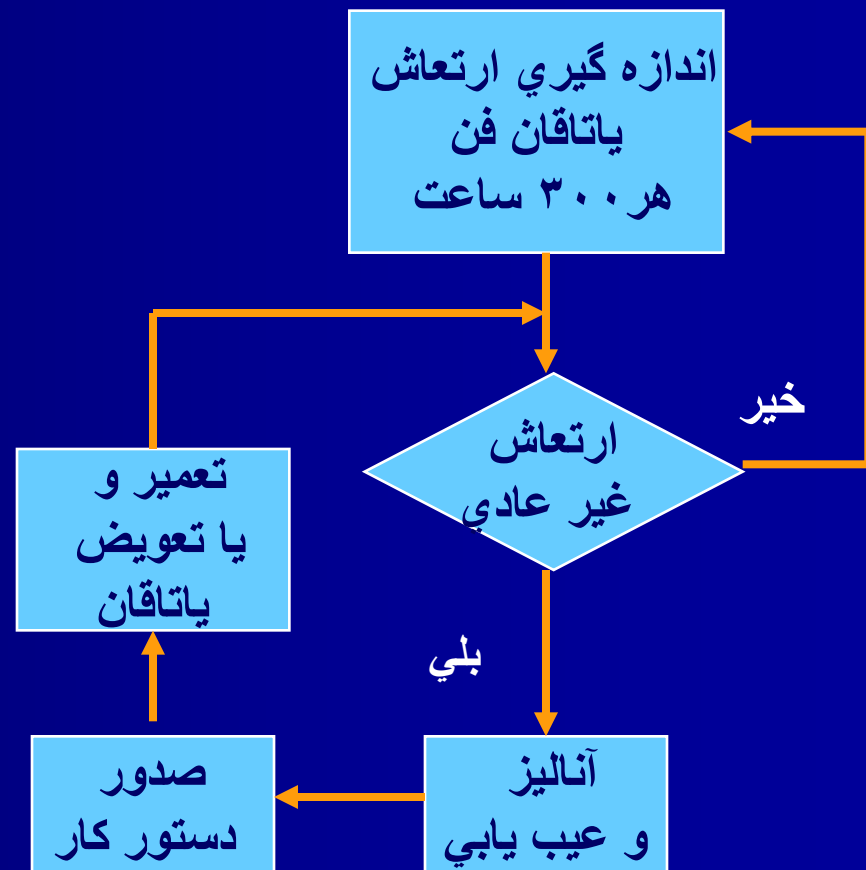 اندازه گيري ارتعاش
ياتاقان فن
هر ۳۰۰ ساعت
خير
ارتعاش
غير عادي
تعمير و
يا تعويض
ياتاقان
بلي
آناليز
و عيب يابي
صدور
دستور كار